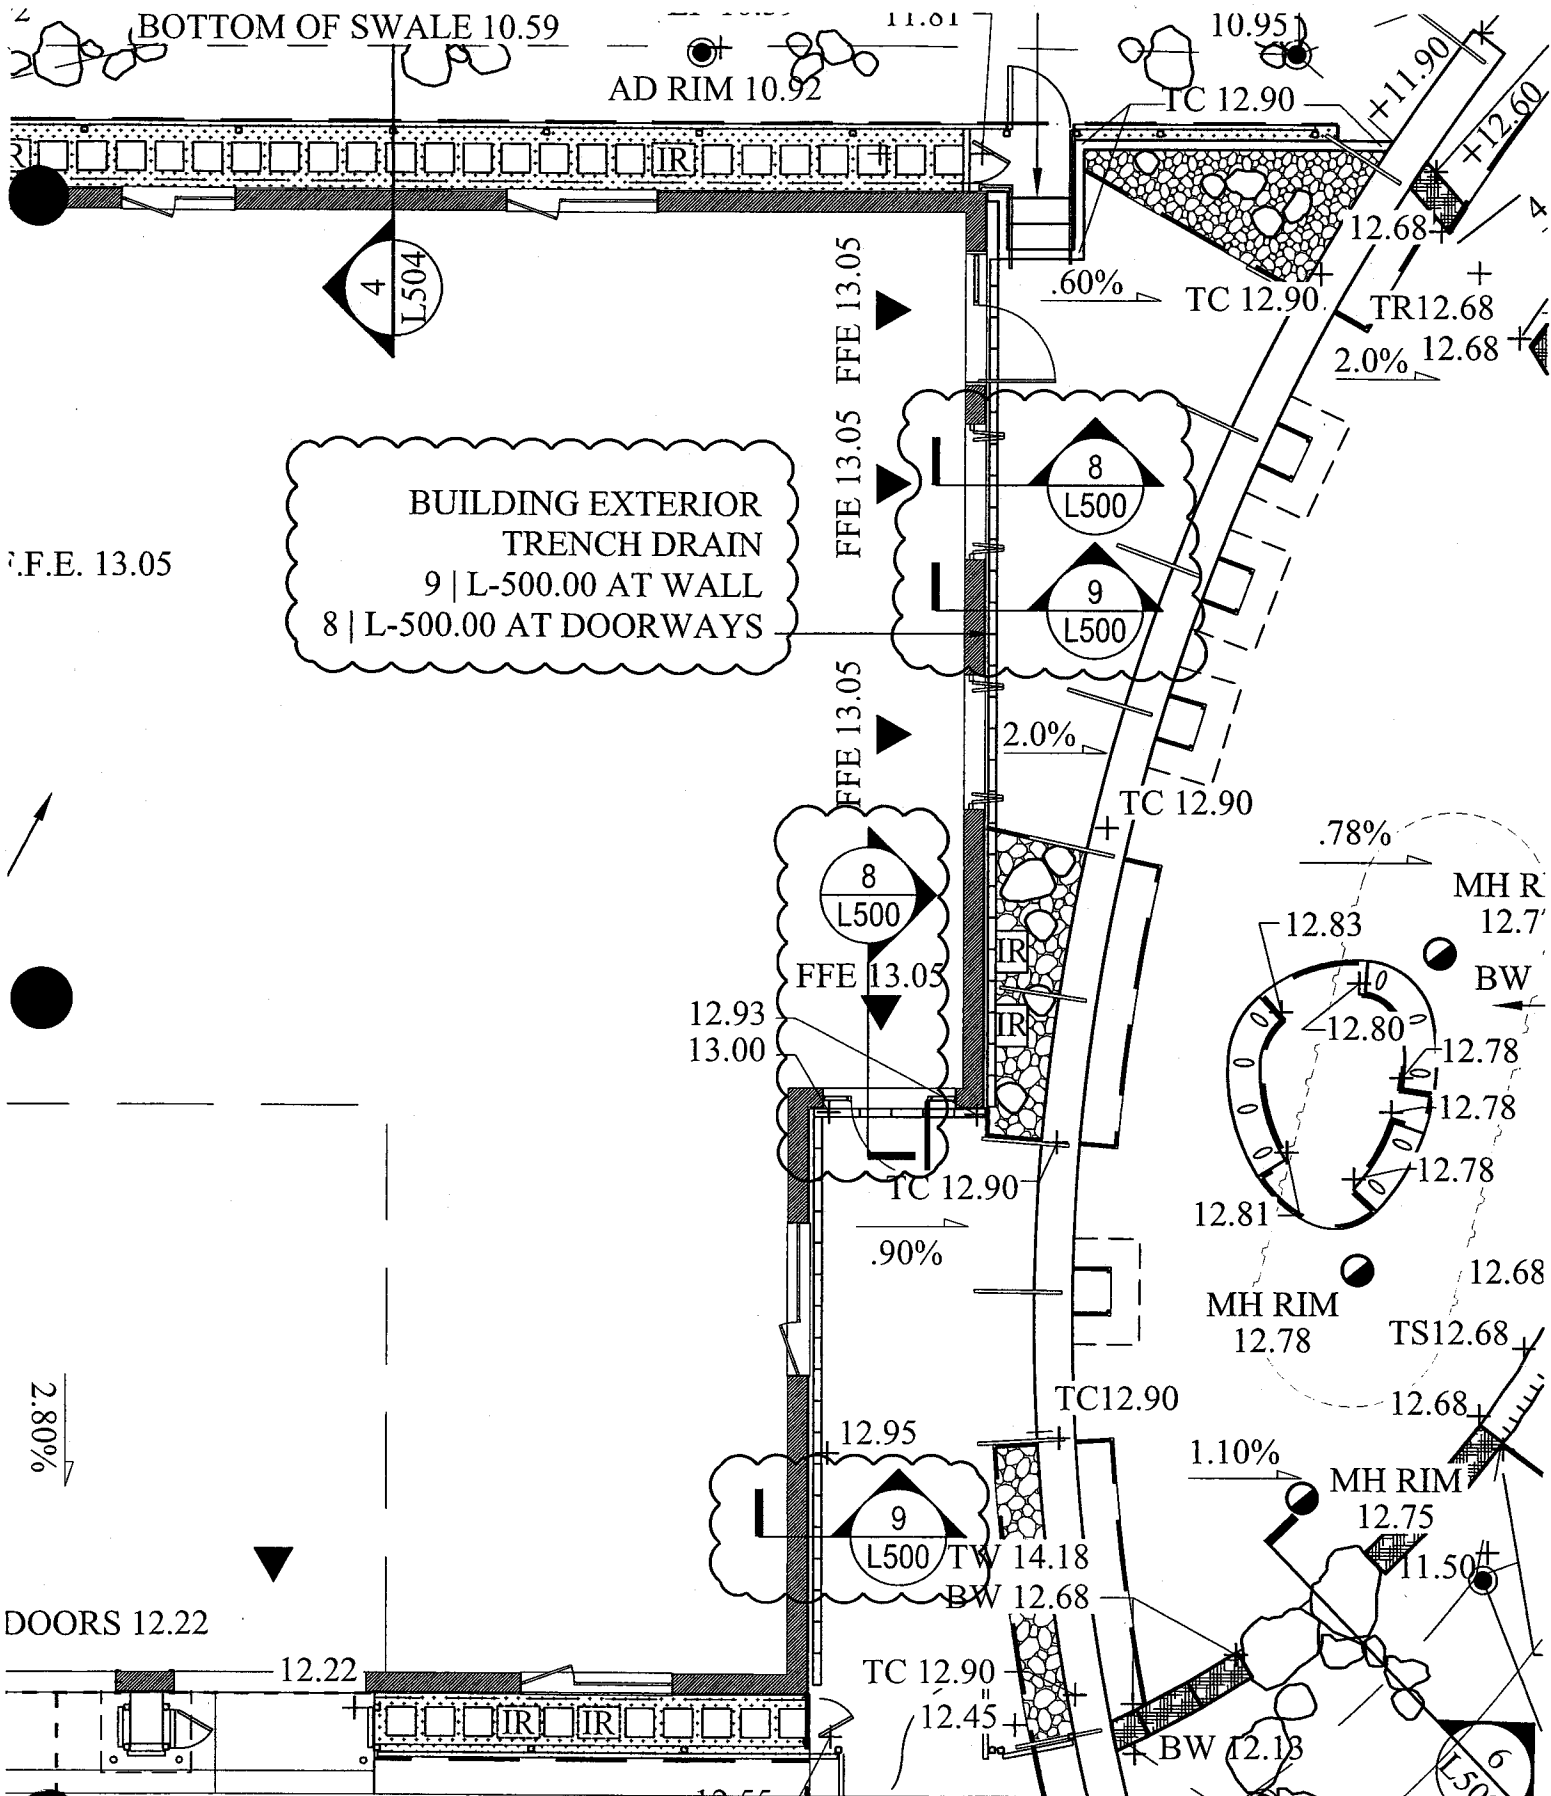 BOTTOM OF SWALE 10.59
11.81
10.95
AD RIM 10.92
TC 12.90
+11.90
+12.60
IR
12.68
4
L504
FFE 13.05
.60%
TC 12.90
TR12.68
12.68
2.0%
FFE 13.05
8
L500
BUILDING EXTERIOR
TRENCH DRAIN
9 | L-500.00 AT WALL
8 | L-500.00 AT DOORWAYS
F.F.E. 13.05
9
L500
FFE 13.05
2.0%
TC 12.90
.78%
8
L500
MH R
12.7
12.83
FFE 13.05
IR
BW
12.93
13.00
IR
12.80
12.78
12.78
12.78
TC 12.90
12.81
.90%
12.68
MH RIM
12.78
TS12.68
2.80%
TC12.90
12.68
12.95
1.10%
MH RIM
12.75
9
L500
TW 14.18
BW 12.68
11.50
DOORS 12.22
12.22
TC 12.90
12.45
IR IR
BW 12.13
6
L50